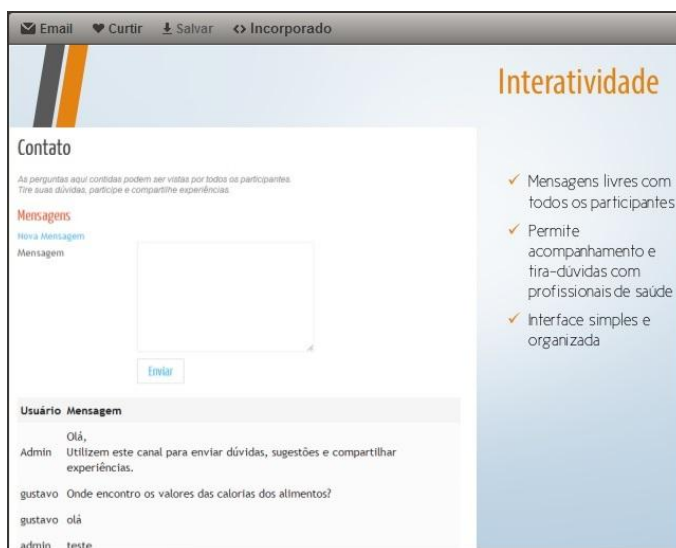 Email Curtir Salvar Incorporado
Interatividade
Contato
As perguntas aqui contidas podem ser vistas por todos os participantes.
Tire suas dúvidas, participe e compartilhe experiências.
Mensagens
Nova Mensagem
Mensagem
Enviar
Usuário Mensagem
Olá,
Admin Utilizem este canal para enviar dúvidas, sugestões e compartilhar
experiências.
gustavo Onde encontro os valores das calorias dos alimentos?
gustavo olá
admin teste
✓ Mensagens livres com
todos os participantes
✓ Permite
acompanhamento e
tira-dúvidas com
profissionais de saúde
✓ Interface simples e
organizada